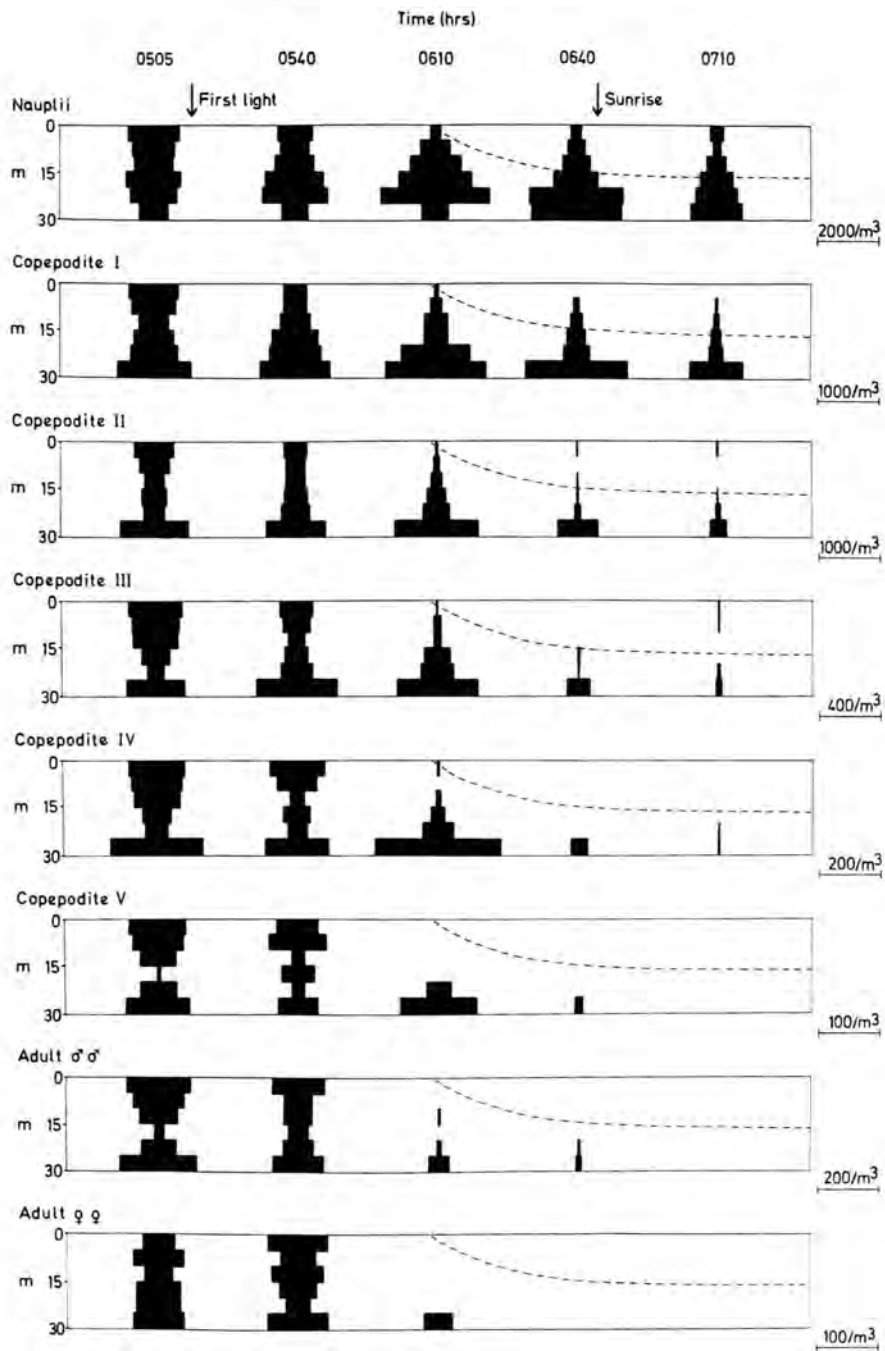 Time (hrs)
0505 0540 0610 0640 0710
First light Sunrise
Nauplii
0
m 15
30
2000/m³
Copepodite I
0
m 15
30
1000/m³
Copepodite II
0
m 15
30
1000/m³
Copepodite III
0
m 15
30
400/m³
Copepodite IV
0
m 15
30
200/m³
Copepodite V
0
m 15
30
100/m³
Adult ♂♂
0
m 15
30
200/m³
Adult ♀♀
0
m 15
30
100/m³